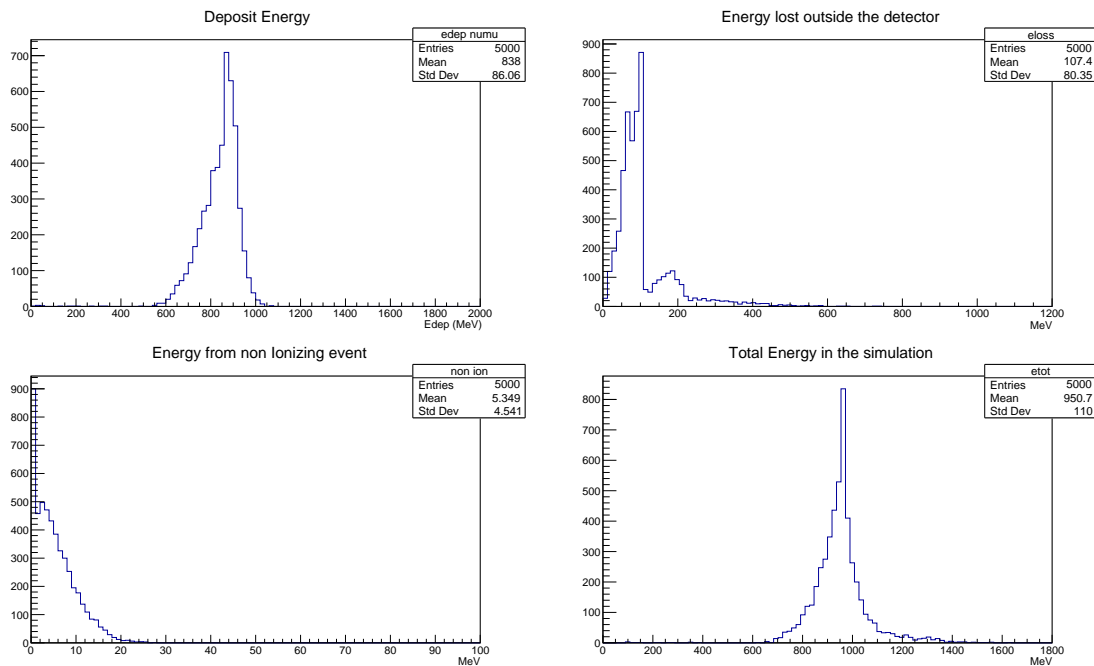 Deposit Energy
edep numu
Entries 5000
Mean 838
Std Dev 86.06
700
600
500
400
300
200
100
0
0 200 400 600 800 1000 1200 1400 1600 1800 2000
Edep (MeV)
Energy lost outside the detector
eloss
Entries 5000
Mean 107.4
Std Dev 80.35
900
800
700
600
500
400
300
200
100
0
0 200 400 600 800 1000 1200
MeV
Energy from non Ionizing event
non ion
Entries 5000
Mean 5.349
Std Dev 4.541
900
800
700
600
500
400
300
200
100
0
0 10 20 30 40 50 60 70 80 90 100
MeV
Total Energy in the simulation
etot
Entries 5000
Mean 950.7
Std Dev 110
800
700
600
500
400
300
200
100
0
0 200 400 600 800 1000 1200 1400 1600 1800
MeV